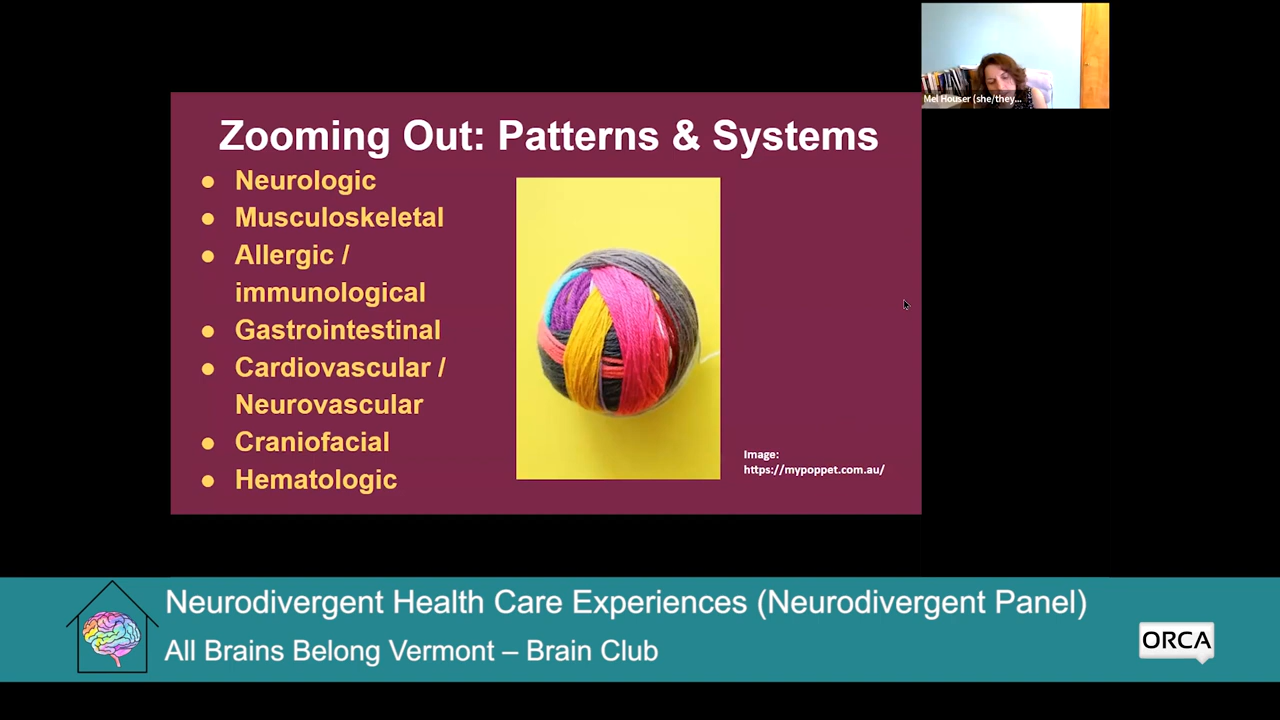 Mel Houser (she/they...
Zooming Out: Patterns & Systems
● Neurologic
● Musculoskeletal
● Allergic /
immunological
● Gastrointestinal
● Cardiovascular /
Neurovascular
● Craniofacial
● Hematologic
Image:
https://mypoppet.com.au/
Neurodivergent Health Care Experiences (Neurodivergent Panel)
All Brains Belong Vermont – Brain Club
ORCA